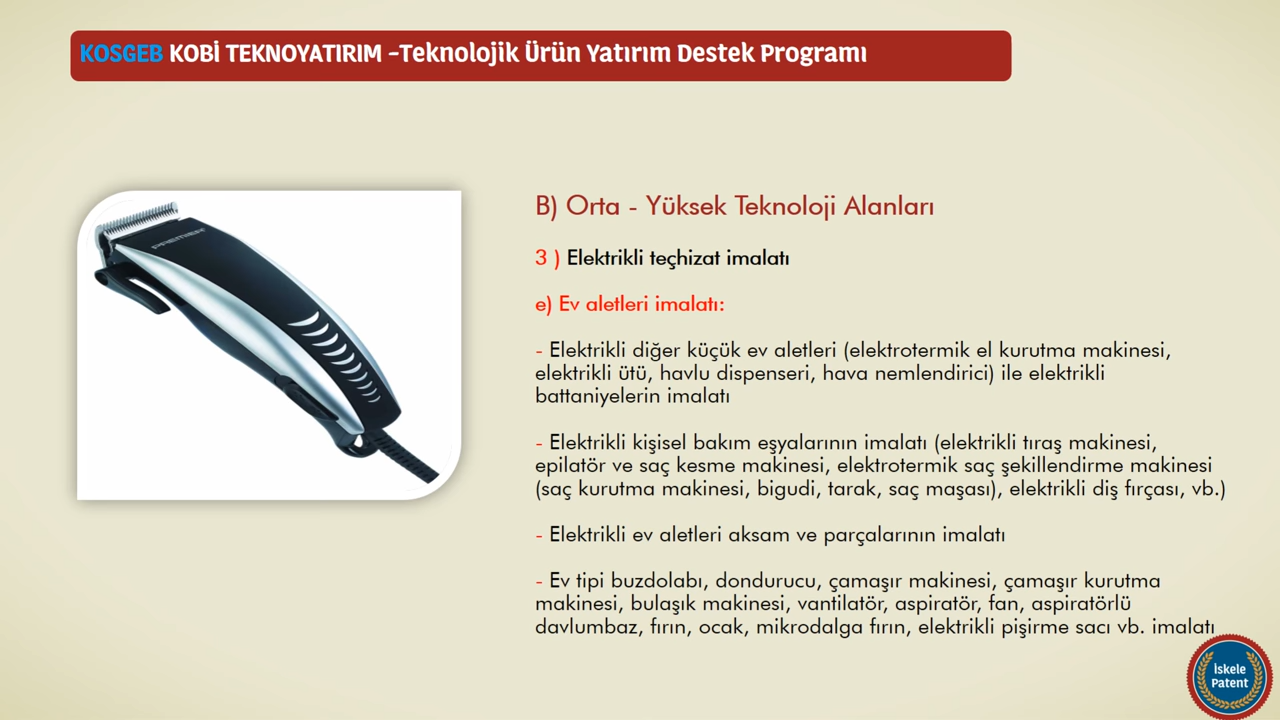 KOSGEB KOBİ TEKNOYATIRIM -Teknolojik Ürün Yatırım Destek Programı
PREMIER
B) Orta - Yüksek Teknoloji Alanları
3 ) Elektrikli teçhizat imalatı
e) Ev aletleri imalatı:
- Elektrikli diğer küçük ev aletleri (elektrotermik el kurutma makinesi,
elektrikli ütü, havlu dispenseri, hava nemlendirici) ile elektrikli
battaniyelerin imalatı
- Elektrikli kişisel bakım eşyalarının imalatı (elektrikli tıraş makinesi,
epilatör ve saç kesme makinesi, elektrotermik saç şekillendirme makinesi
(saç kurutma makinesi, bigudi, tarak, saç maşası), elektrikli diş fırçası, vb.)
- Elektrikli ev aletleri aksam ve parçalarının imalatı
- Ev tipi buzdolabı, dondurucu, çamaşır makinesi, çamaşır kurutma
makinesi, bulaşık makinesi, vantilatör, aspiratör, fan, aspiratörlü
davlumbaz, fırın, ocak, mikrodalga fırın, elektrikli pişirme sacı vb. imalatı
İskele
Patent